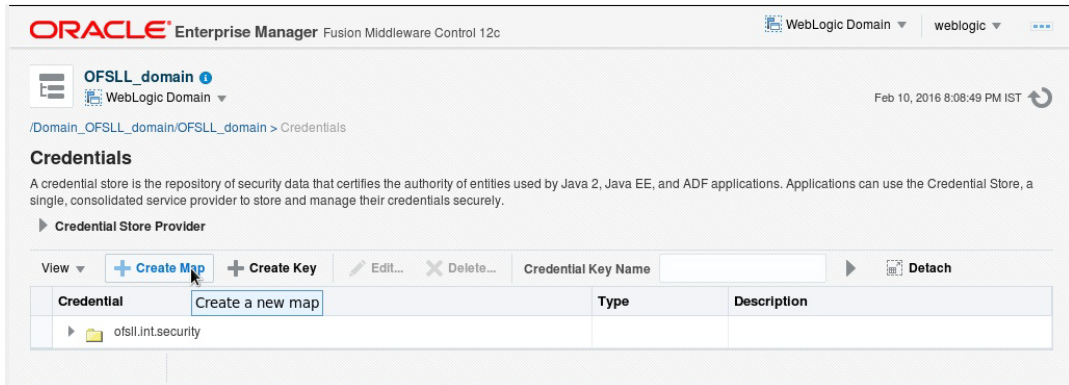 ORACLE® Enterprise Manager Fusion Middleware Control 12c
WebLogic Domain
weblogic
OFSLL_domain
WebLogic Domain
Feb 10, 2016 8:08:49 PM IST
/Domain_OFSLL_domain/OFSLL_domain > Credentials
Credentials
A credential store is the repository of security data that certifies the authority of entities used by Java 2, Java EE, and ADF applications. Applications can use the Credential Store, a
single, consolidated service provider to store and manage their credentials securely.
Credential Store Provider
View Create Map Create Key Edit... Delete... Credential Key Name Detach
Credential Type Description
Create a new map
ofsll.int.security